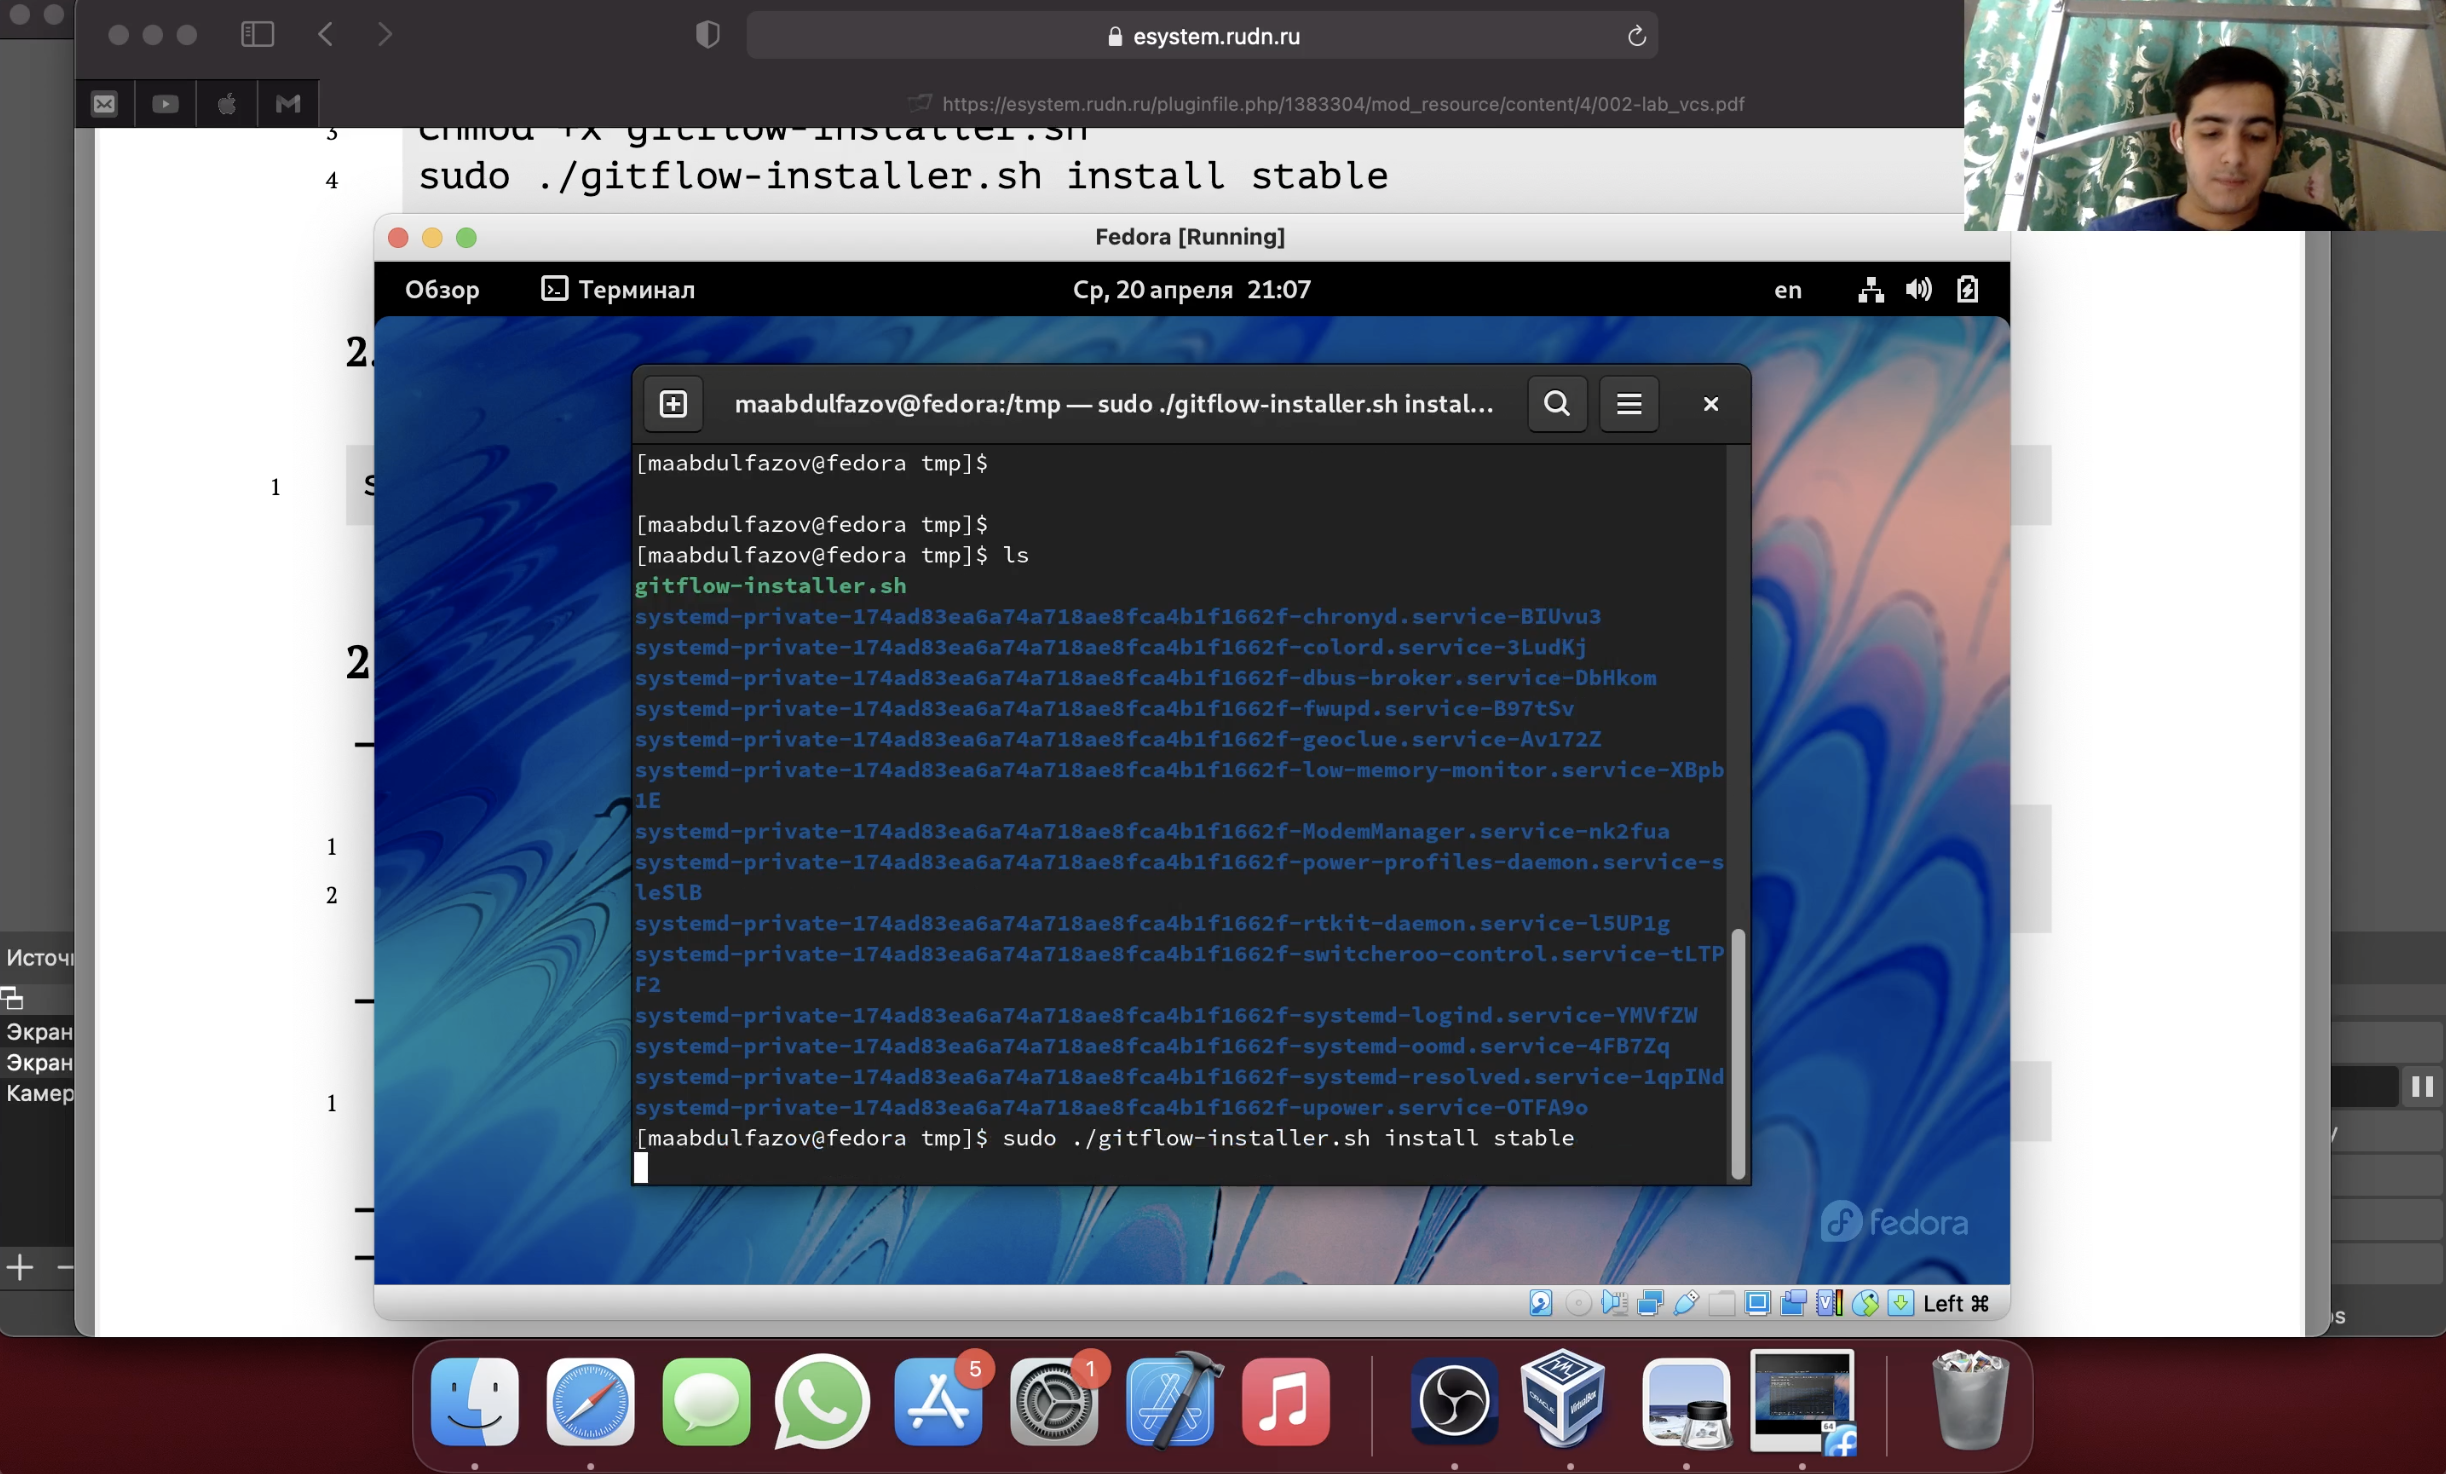 esystem.rudn.ru
https://esystem.rudn.ru/pluginfile.php/1383304/mod_resource/content/4/002-lab_vcs.pdf
3 chmod +x gitflow-installer.sh
4 sudo ./gitflow-installer.sh install stable
Fedora [Running]
Обзор Терминал Ср, 20 апреля 21:07 en
2.
maabdulfazov@fedora:/tmp — sudo ./gitflow-installer.sh instal…
[maabdulfazov@fedora tmp]$
1 s
[maabdulfazov@fedora tmp]$
[maabdulfazov@fedora tmp]$ ls
gitflow-installer.sh
systemd-private-174ad83ea6a74a718ae8fca4b1f1662f-chronyd.service-BIUvu3
systemd-private-174ad83ea6a74a718ae8fca4b1f1662f-colord.service-3LudKj
2
systemd-private-174ad83ea6a74a718ae8fca4b1f1662f-dbus-broker.service-DbHkom
systemd-private-174ad83ea6a74a718ae8fca4b1f1662f-fwupd.service-B97tSv
systemd-private-174ad83ea6a74a718ae8fca4b1f1662f-geoclue.service-Av172Z
systemd-private-174ad83ea6a74a718ae8fca4b1f1662f-low-memory-monitor.service-XBpb
1E
systemd-private-174ad83ea6a74a718ae8fca4b1f1662f-ModemManager.service-nk2fua
1
systemd-private-174ad83ea6a74a718ae8fca4b1f1662f-power-profiles-daemon.service-s
leSlB
2
systemd-private-174ad83ea6a74a718ae8fca4b1f1662f-rtkit-daemon.service-l5UP1g
systemd-private-174ad83ea6a74a718ae8fca4b1f1662f-switcheroo-control.service-tLTP
F2
systemd-private-174ad83ea6a74a718ae8fca4b1f1662f-systemd-logind.service-YMVfZW
systemd-private-174ad83ea6a74a718ae8fca4b1f1662f-systemd-oomd.service-4FB7Zq
systemd-private-174ad83ea6a74a718ae8fca4b1f1662f-systemd-resolved.service-1qpINd
systemd-private-174ad83ea6a74a718ae8fca4b1f1662f-upower.service-OTFA9o
1
[maabdulfazov@fedora tmp]$ sudo ./gitflow-installer.sh install stable
Источ
Экран
Экран
Камер
fedora
Left ⌘
5
1
64